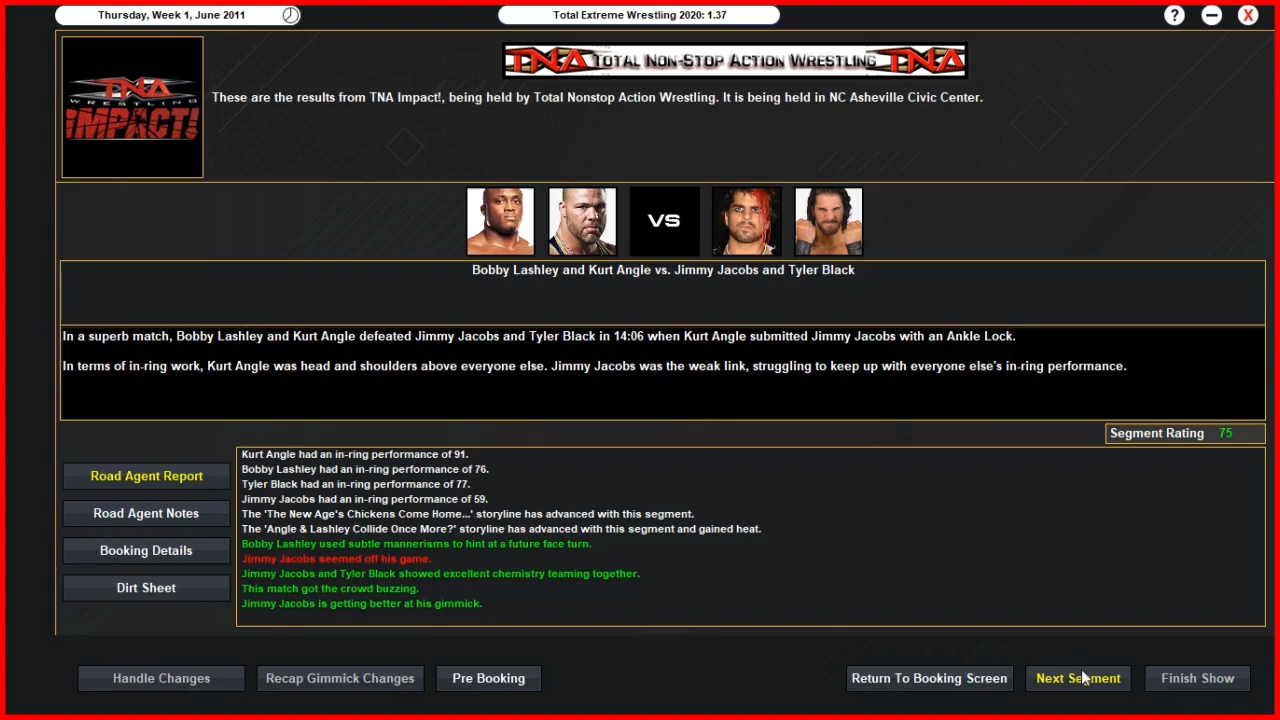 Thursday, Week 1, June 2011
Total Extreme Wrestling 2020: 1.37
?
X
TNA
WRESTLING
iMPACT!
TNA TOTAL NON-STOP ACTION WRESTLING TNA
These are the results from TNA Impact!, being held by Total Nonstop Action Wrestling. It is being held in NC Asheville Civic Center.
VS
Bobby Lashley and Kurt Angle vs. Jimmy Jacobs and Tyler Black
In a superb match, Bobby Lashley and Kurt Angle defeated Jimmy Jacobs and Tyler Black in 14:06 when Kurt Angle submitted Jimmy Jacobs with an Ankle Lock.
In terms of in-ring work, Kurt Angle was head and shoulders above everyone else. Jimmy Jacobs was the weak link, struggling to keep up with everyone else's in-ring performance.
Segment Rating 75
Road Agent Report
Road Agent Notes
Booking Details
Dirt Sheet
Kurt Angle had an in-ring performance of 91.
Bobby Lashley had an in-ring performance of 76.
Tyler Black had an in-ring performance of 77.
Jimmy Jacobs had an in-ring performance of 59.
The 'The New Age's Chickens Come Home...' storyline has advanced with this segment.
The 'Angle & Lashley Collide Once More?' storyline has advanced with this segment and gained heat.
Bobby Lashley used subtle mannerisms to hint at a future face turn.
Jimmy Jacobs seemed off his game.
Jimmy Jacobs and Tyler Black showed excellent chemistry teaming together.
This match got the crowd buzzing.
Jimmy Jacobs is getting better at his gimmick.
Handle Changes
Recap Gimmick Changes
Pre Booking
Return To Booking Screen
Next Segment
Finish Show